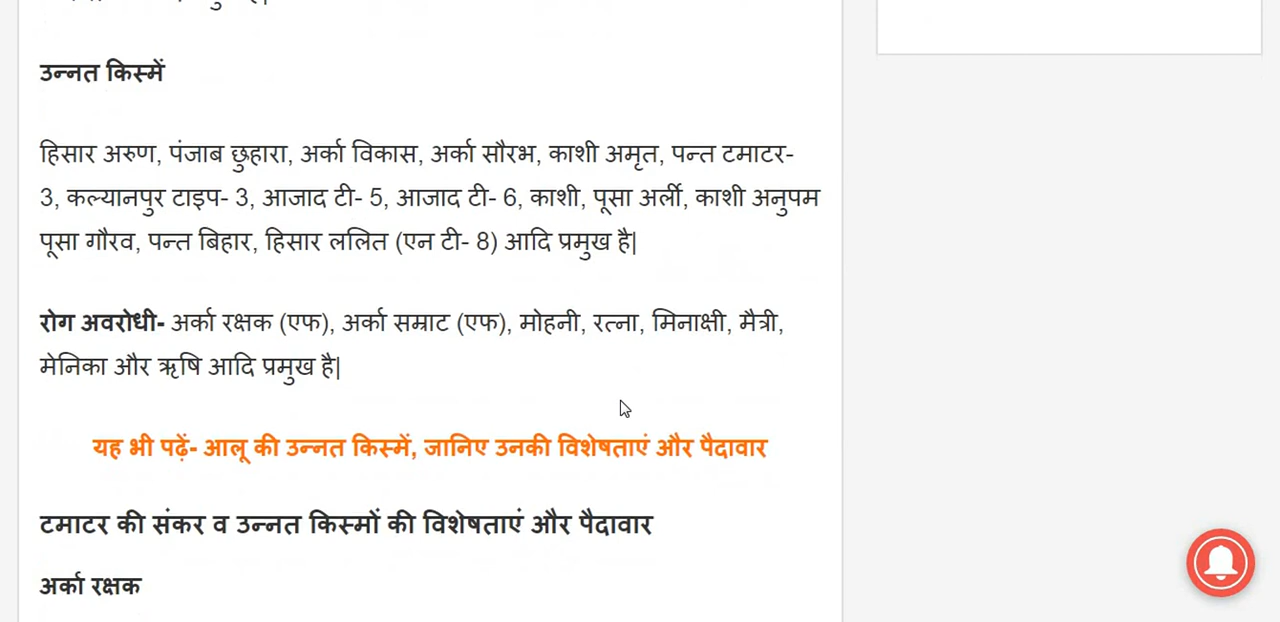 उन्नत किस्में
हिसार अरुण, पंजाब छुहारा, अर्का विकास, अर्का सौरभ, काशी अमृत, पन्त टमाटर-
3, कल्यानपुर टाइप- 3, आजाद टी- 5, आजाद टी- 6, काशी, पूसा अर्ली, काशी अनुपम
पूसा गौरव, पन्त बिहार, हिसार ललित (एन टी- 8) आदि प्रमुख है|
रोग अवरोधी- अर्का रक्षक (एफ), अर्का सम्राट (एफ), मोहनी, रत्ना, मिनाक्षी, मैत्री,
मेनिका और ऋषि आदि प्रमुख है|
यह भी पढ़ें- आलू की उन्नत किस्में, जानिए उनकी विशेषताएं और पैदावार
टमाटर की संकर व उन्नत किस्मों की विशेषताएं और पैदावार
अर्का रक्षक